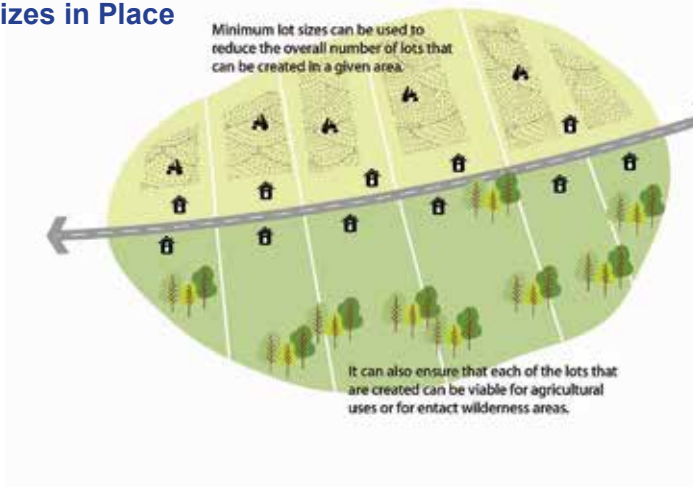 izes in Place
Minimum lot sizes can be used to
reduce the overall number of lots that
can be created in a given area.
It can also ensure that each of the lots that
are created can be viable for agricultural
uses or for entact wilderness areas.